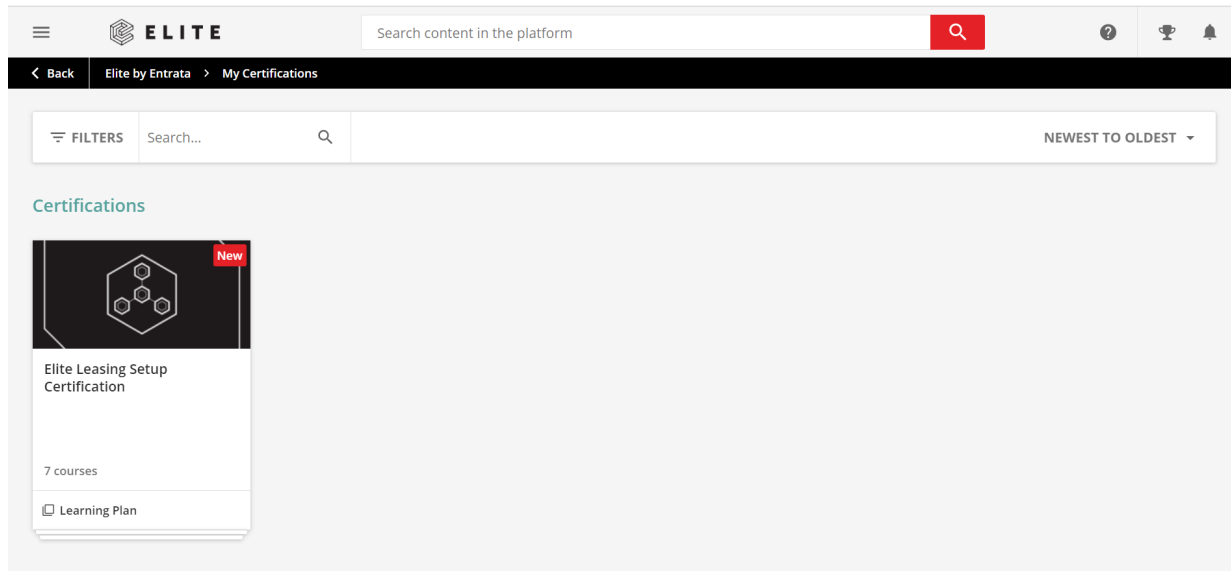 ELITE
Search content in the platform
Back
Elite by Entrata > My Certifications
FILTERS
Search...
NEWEST TO OLDEST
Certifications
New
Elite Leasing Setup
Certification
7 courses
Learning Plan